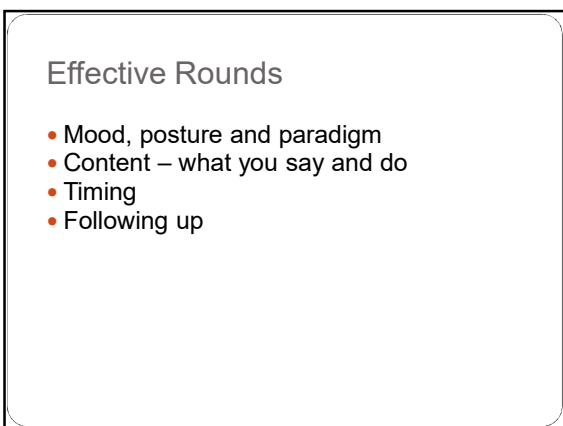 Effective Rounds
• Mood, posture and paradigm
• Content – what you say and do
• Timing
• Following up